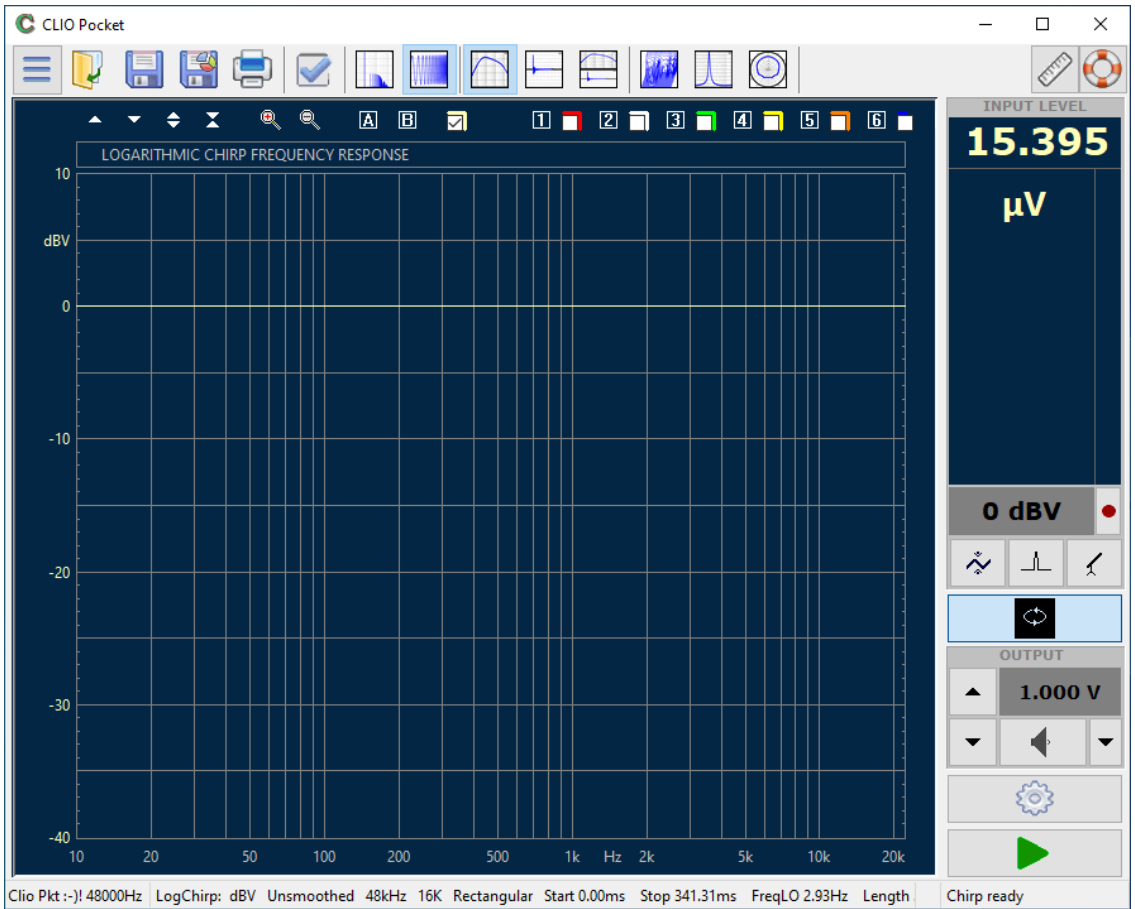 CLIO Pocket
INPUT LEVEL
15.395
µV
A B 1 2 3 4 5 6
LOGARITHMIC CHIRP FREQUENCY RESPONSE
10
dBV
0
-10
-20
-30
-40
10 20 50 100 200 500 1k Hz 2k 5k 10k 20k
0 dBV
OUTPUT
1.000 V
Clio Pkt :-)! 48000Hz LogChirp: dBV Unsmoothed 48kHz 16K Rectangular Start 0.00ms Stop 341.31ms FreqLO 2.93Hz Length Chirp ready